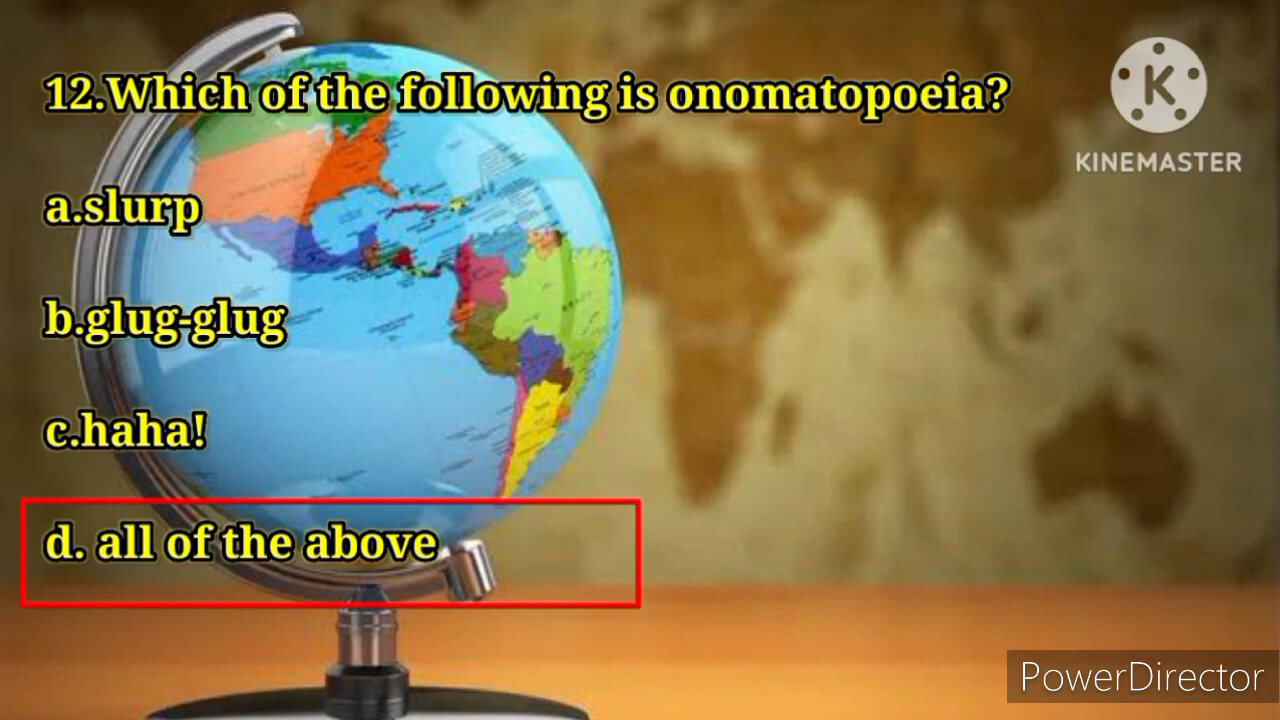 12.Which of the following is onomatopoeia?
K
KINEMASTER
a.slurp
b.glug-glug
c.haha!
d. all of the above
PowerDirector